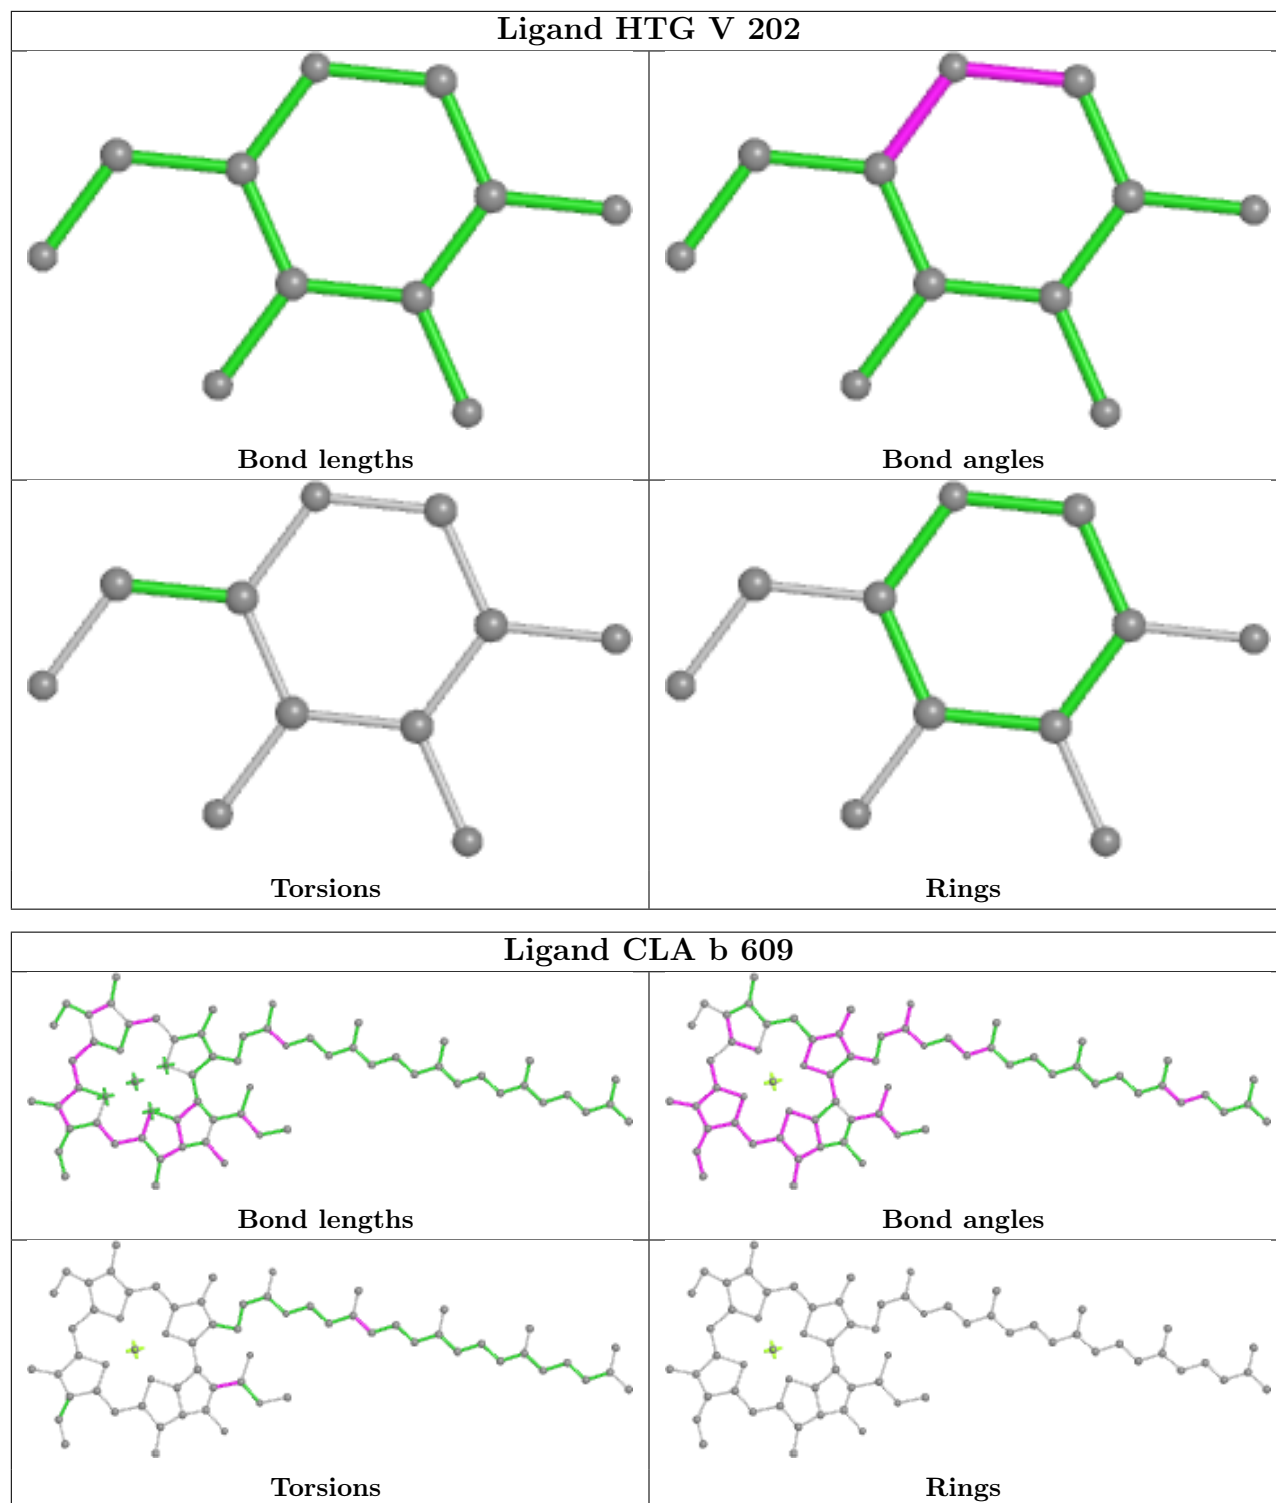 Ligand HTG V 202
Bond lengths
Bond angles
Torsions
Rings
Ligand CLA b 609
Bond lengths
Bond angles
Torsions
Rings